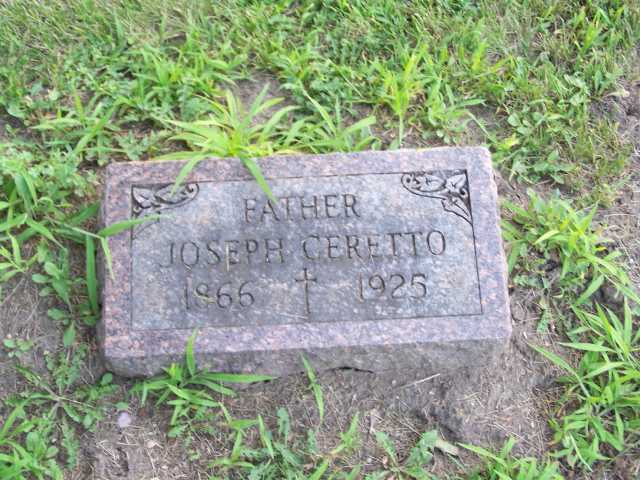 FATHER
JOSEPH CERETTO
1866 † 1925